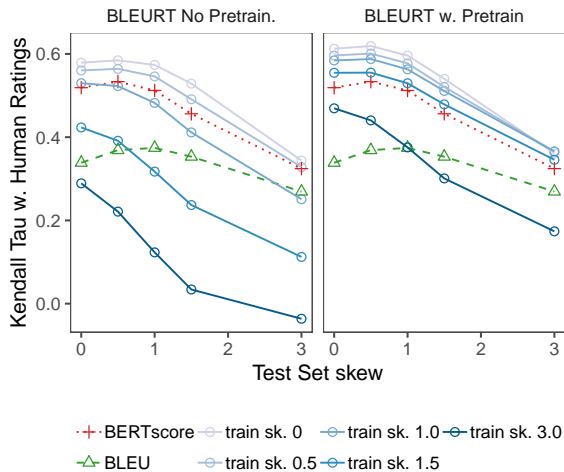 BLEURT No Pretrain. BLEURT w. Pretrain
Kendall Tau w. Human Ratings
0.6
0.4
0.2
0.0
0 1 2 3 0 1 2 3
Test Set skew
BERTscore train sk. 0 train sk. 1.0 train sk. 3.0
BLEU train sk. 0.5 train sk. 1.5